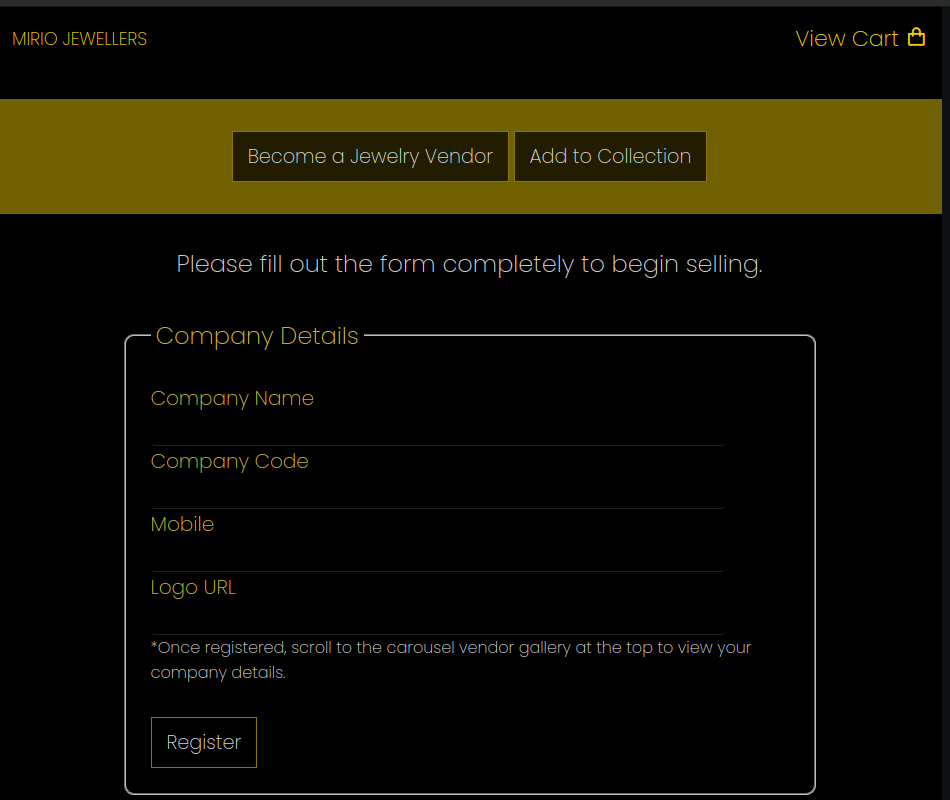 MIRIO JEWELLERS
View Cart
Become a Jewelry Vendor
Add to Collection
Please fill out the form completely to begin selling.
Company Details
Company Name
Company Code
Mobile
Logo URL
*Once registered, scroll to the carousel vendor gallery at the top to view your
company details.
Register